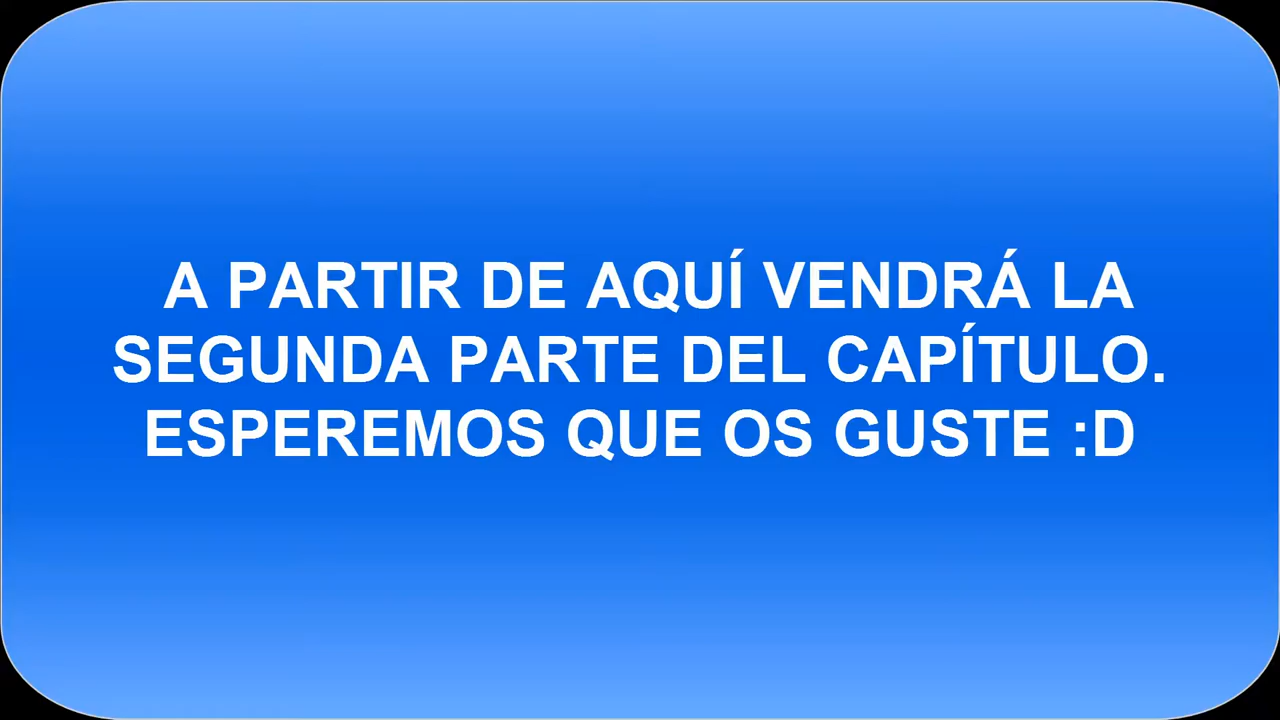 A PARTIR DE AQUÍ VENDRÁ LA
SEGUNDA PARTE DEL CAPÍTULO.
ESPEREMOS QUE OS GUSTE :D